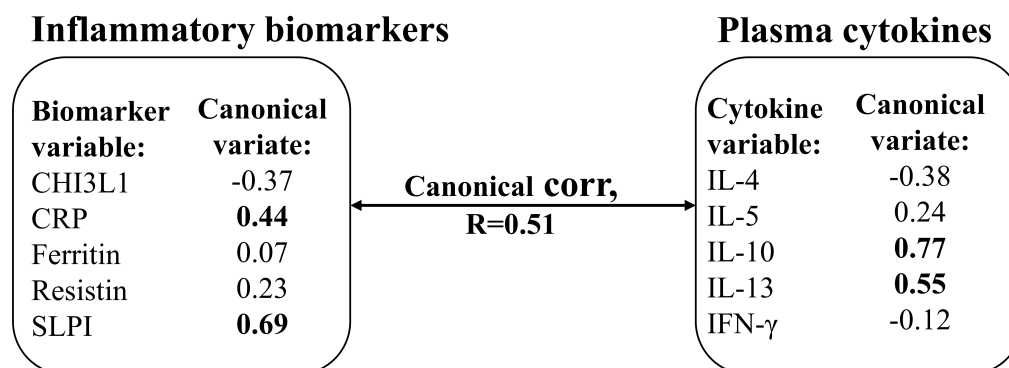 Inflammatory biomarkers
Biomarker variable:
Canonical variate:
CHI3L1 -0.37
CRP 0.44
Ferritin 0.07
Resistin 0.23
SLPI 0.69
Canonical corr,
R=0.51
Plasma cytokines
Cytokine variable:
Canonical variate:
IL-4 -0.38
IL-5 0.24
IL-10 0.77
IL-13 0.55
IFN-γ -0.12